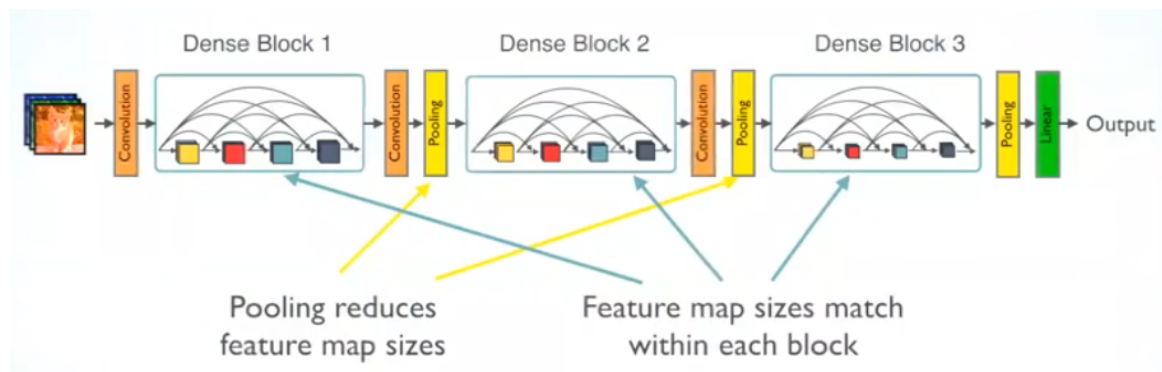 Dense Block 1
Dense Block 2
Dense Block 3
Convolution
Convolution
Pooling
Convolution
Pooling
Pooling
Linear
Output
Pooling reduces
feature map sizes
Feature map sizes match
within each block